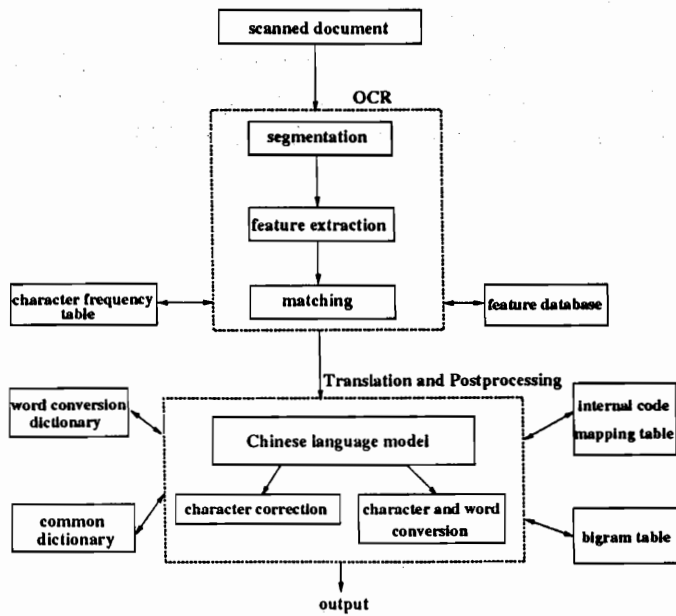 scanned document
OCR
segmentation
feature extraction
matching
character frequency
table
feature database
Translation and Postprocessing
word conversion
dictionary
Chinese language model
internal code
mapping table
character correction
character and word
conversion
common
dictionary
bigram table
output